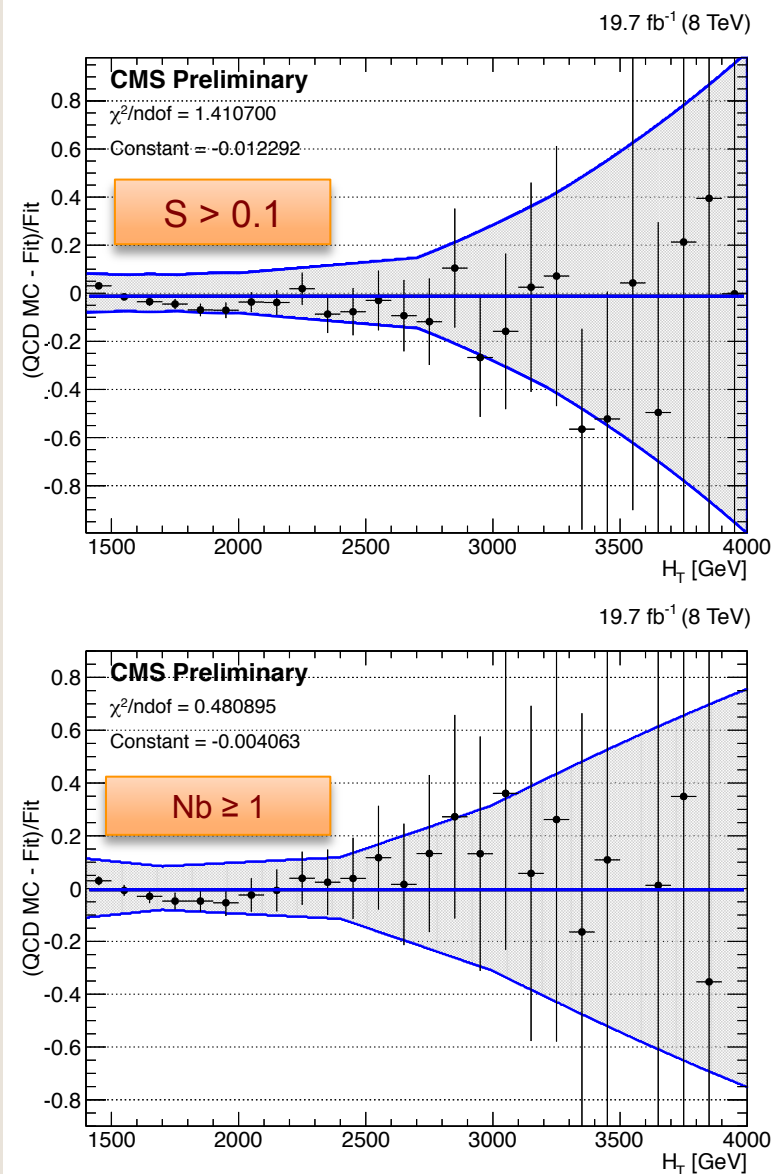 19.7 fb⁻¹ (8 TeV)
CMS Preliminary
χ²/ndof = 1.410700
Constant = -0.012292
S > 0.1
(QCD MC - Fit)/Fit
0.8
0.6
0.4
0.2
0
-0.2
-0.4
-0.6
-0.8
1500 2000 2500 3000 3500 4000
H_T [GeV]
19.7 fb⁻¹ (8 TeV)
CMS Preliminary
χ²/ndof = 0.480895
Constant = -0.004063
Nb ≥ 1
(QCD MC - Fit)/Fit
0.8
0.6
0.4
0.2
0
-0.2
-0.4
-0.6
-0.8
1500 2000 2500 3000 3500 4000
H_T [GeV]